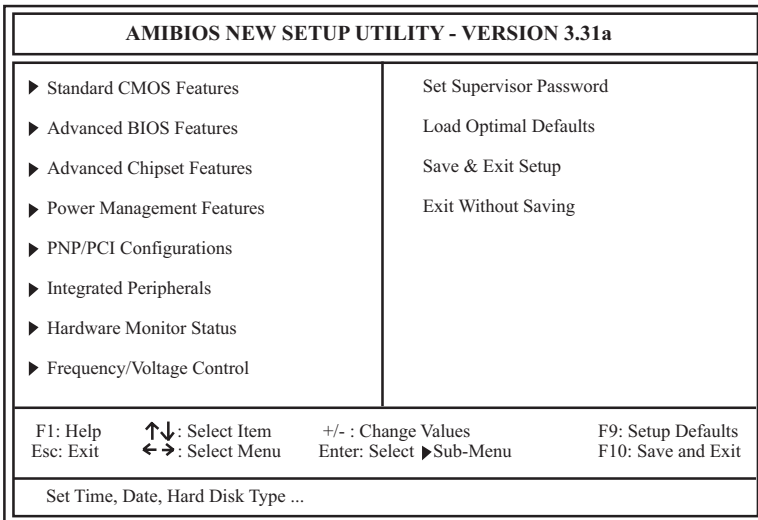 AMIBIOS NEW SETUP UTILITY - VERSION 3.31a
▶ Standard CMOS Features
▶ Advanced BIOS Features
▶ Advanced Chipset Features
▶ Power Management Features
▶ PNP/PCI Configurations
▶ Integrated Peripherals
▶ Hardware Monitor Status
▶ Frequency/Voltage Control
Set Supervisor Password
Load Optimal Defaults
Save & Exit Setup
Exit Without Saving
F1: Help ↑↓: Select Item +/- : Change Values F9: Setup Defaults
Esc: Exit ←→: Select Menu Enter: Select ▶Sub-Menu F10: Save and Exit
Set Time, Date, Hard Disk Type ...